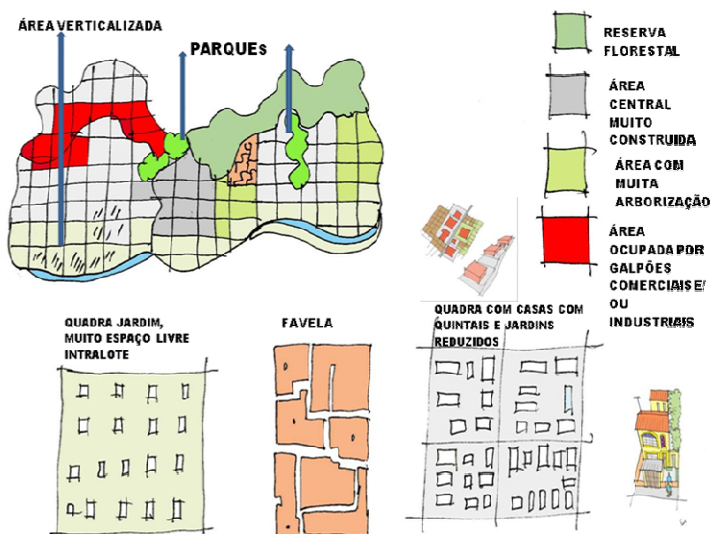 ÁREA VERTICALIZADA
PARQUEs
RESERVA
FLORESTAL
ÁREA
CENTRAL
MUITO
CONSTRUIDA
ÁREA COM
MUITA
ARBORIZAÇÃO
ÁREA
OCUPADA POR
GALPÕES
COMERCIAIS E/
OU
INDUSTRIAIS
QUADRA JARDIM,
MUITO ESPAÇO LIVRE
INTRALOTE
FAVELA
QUADRA COM CASAS COM
QUINTAIS E JARDINS
REDUZIDOS